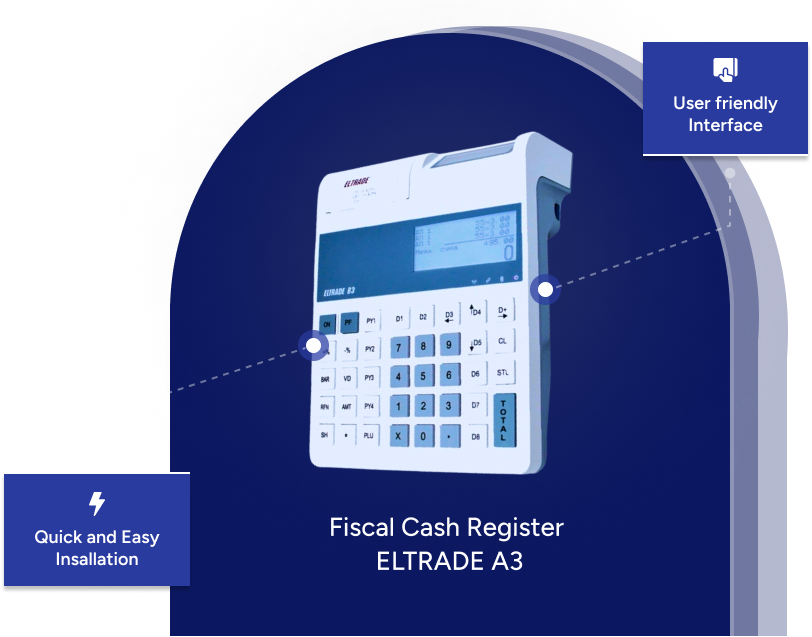 User friendly
Interface
ELTRADE
0
ELTRADE B3
ON PF PY1 D1 D2 D3 D4 D+
-% PY2 7 8 9 D5 CL
BAR VD PY3 4 5 6 D6 STL
RFN AMT PY4 1 2 3 D7 TOTAL
SH * PLU X 0 . D8
Quick and Easy
Insallation
Fiscal Cash Register
ELTRADE A3